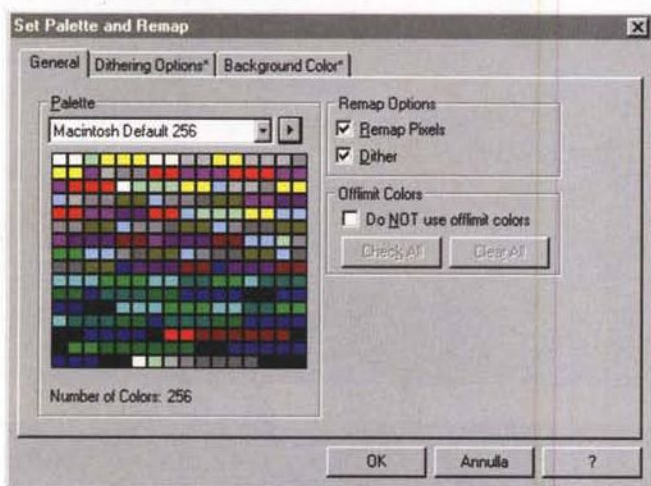 Set Palette and Remap
General
Dithering Options*
Background Color*
Palette
Macintosh Default 256
Number of Colors: 256
Remap Options
Remap Pixels
Dither
Offlimit Colors
Do NOT use offlimit colors
Check All
Clear All
OK
Annulla
?